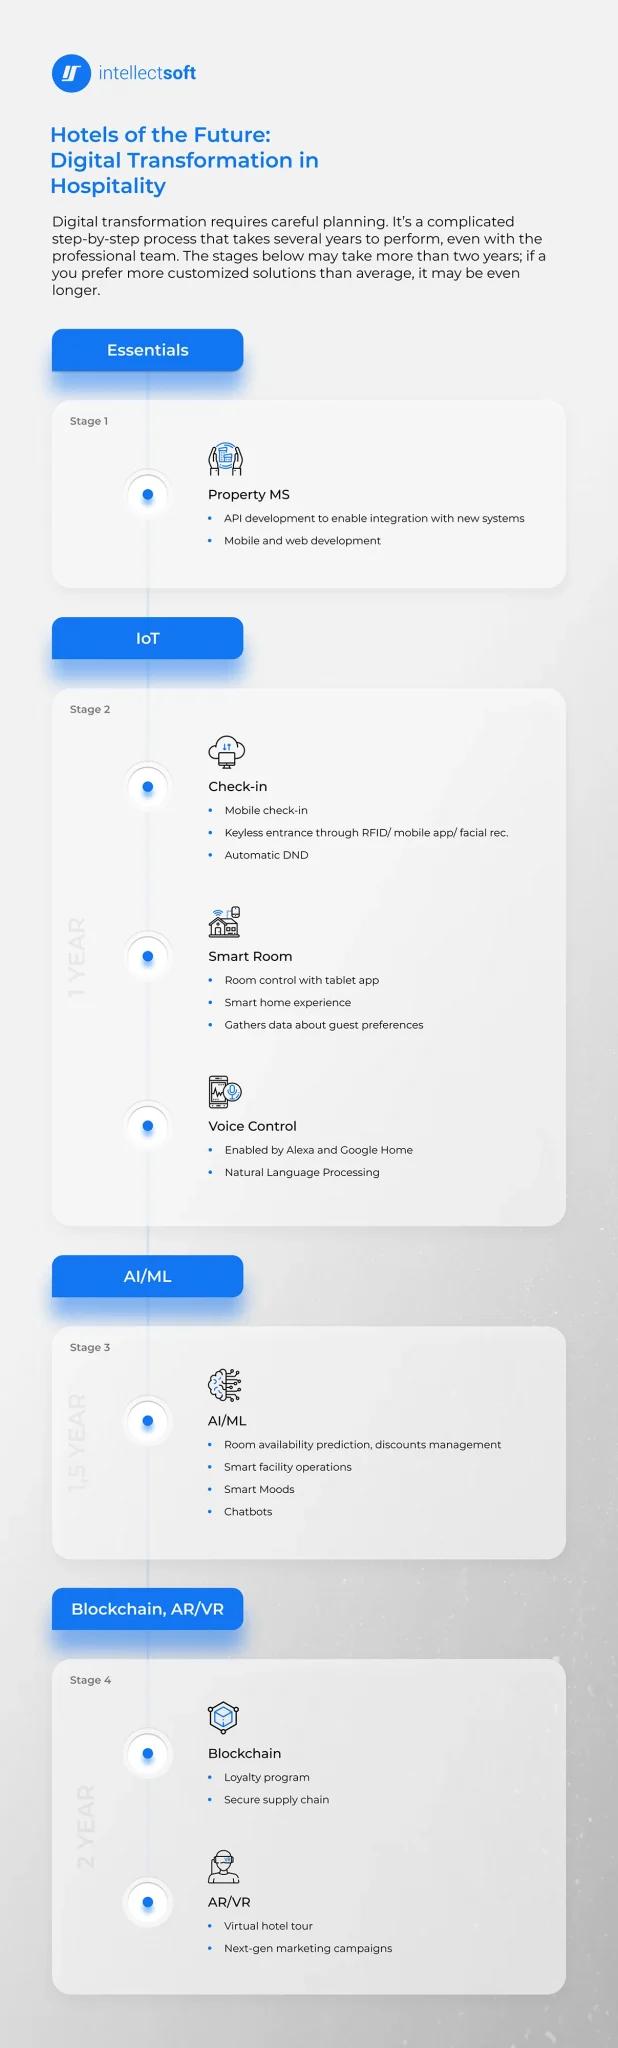 intellectsoft
Hotels of the Future:
Digital Transformation in
Hospitality
Digital transformation requires careful planning. It's a complicated
step-by-step process that takes several years to perform, even with the
professional team. The stages below may take more than two years; if a
you prefer more customized solutions than average, it may be even
longer.
Essentials
Stage 1
Property MS
• API development to enable integration with new systems
• Mobile and web development
IoT
Stage 2
1 YEAR
Check-in
• Mobile check-in
• Keyless entrance through RFID/ mobile app/ facial rec.
• Automatic DND
Smart Room
• Room control with tablet app
• Smart home experience
• Gathers data about guest preferences
Voice Control
• Enabled by Alexa and Google Home
• Natural Language Processing
AI/ML
Stage 3
1,5 YEAR
AI/ML
• Room availability prediction, discounts management
• Smart facility operations
• Smart Moods
• Chatbots
Blockchain, AR/VR
Stage 4
2 YEAR
Blockchain
• Loyalty program
• Secure supply chain
AR/VR
• Virtual hotel tour
• Next-gen marketing campaigns